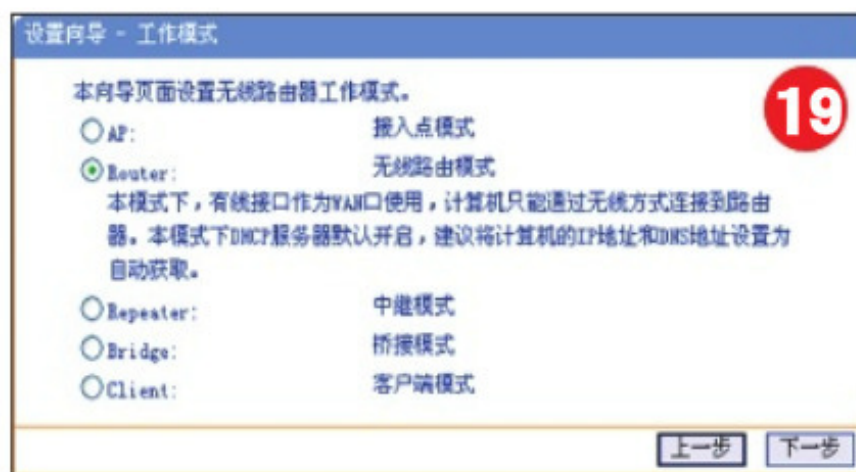 设置向导 - 工作模式
本向导页面设置无线路由器工作模式。
19
AP: 接入点模式
Router: 无线路由模式
本模式下，有线接口作为WAN口使用，计算机只能通过无线方式连接到路由
器。本模式下DHCP服务器默认开启，建议将计算机的IP地址和DNS地址设置为
自动获取。
Repeater: 中继模式
Bridge: 桥接模式
Client: 客户端模式
上一步 下一步